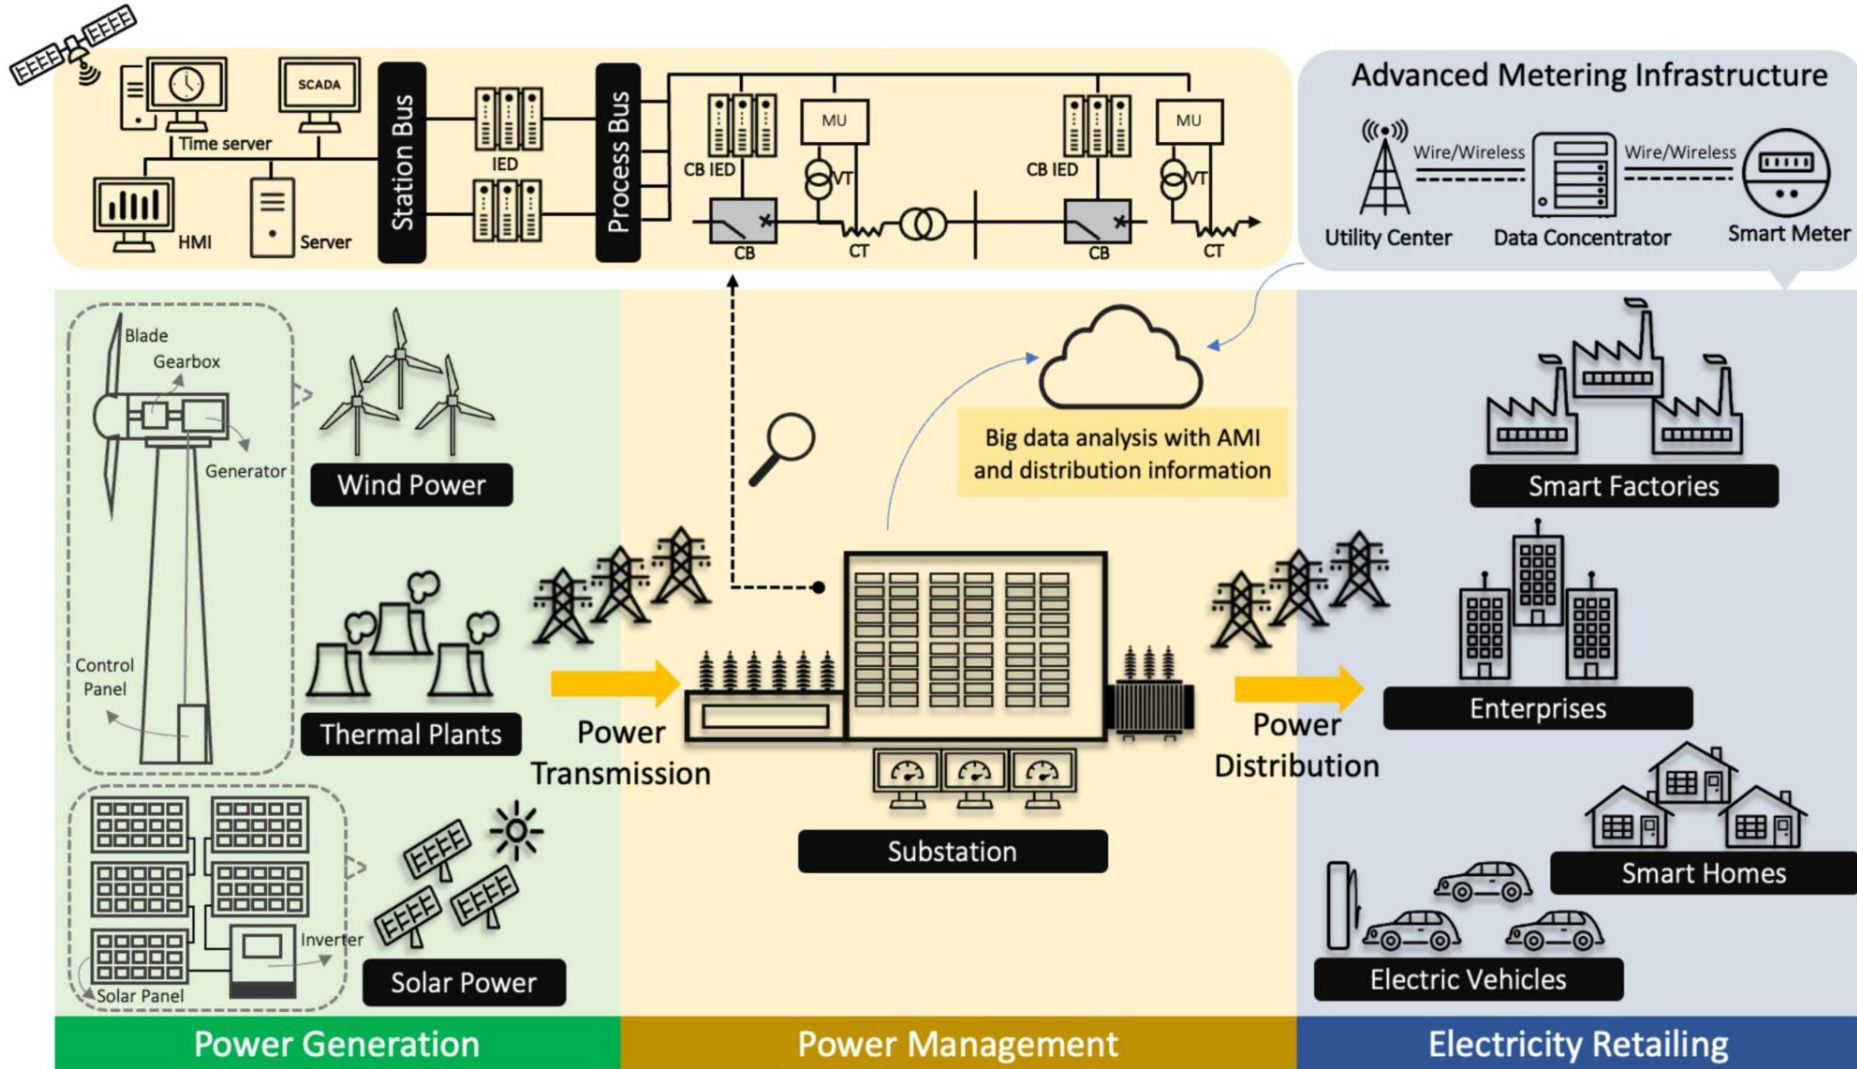 SCADA
Time server
HMI
Server
Station Bus
IED
Process Bus
CB IED
MU
VT
CB
CT
CB IED
MU
VT
CB
CT
Advanced Metering Infrastructure
Wire/Wireless
Wire/Wireless
Utility Center
Data Concentrator
Smart Meter
Blade
Gearbox
Generator
Control
Panel
Wind Power
Thermal Plants
Inverter
Solar Panel
Solar Power
Power
Transmission
Big data analysis with AMI
and distribution information
Substation
Power
Distribution
Smart Factories
Enterprises
Smart Homes
Electric Vehicles
Power Generation
Power Management
Electricity Retailing